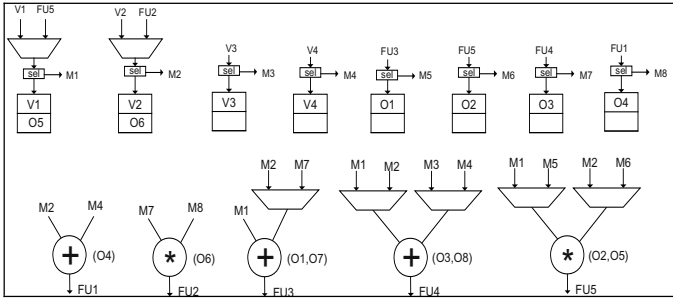 V1 FU5 V2 FU2
V3 V4 FU3 FU5 FU4 FU1
sel M1 sel M2 sel M3 sel M4 sel M5 sel M6 sel M7 sel M8
V1 V2 V3 V4 O1 O2 O3 O4
O5 O6
M2 M7 M1 M2 M3 M4 M1 M5 M2 M6
M2 M4 M7 M8 M1
+ (O4) * (O6) + (O1,O7) + (O3,O8) * (O2,O5)
FU1 FU2 FU3 FU4 FU5